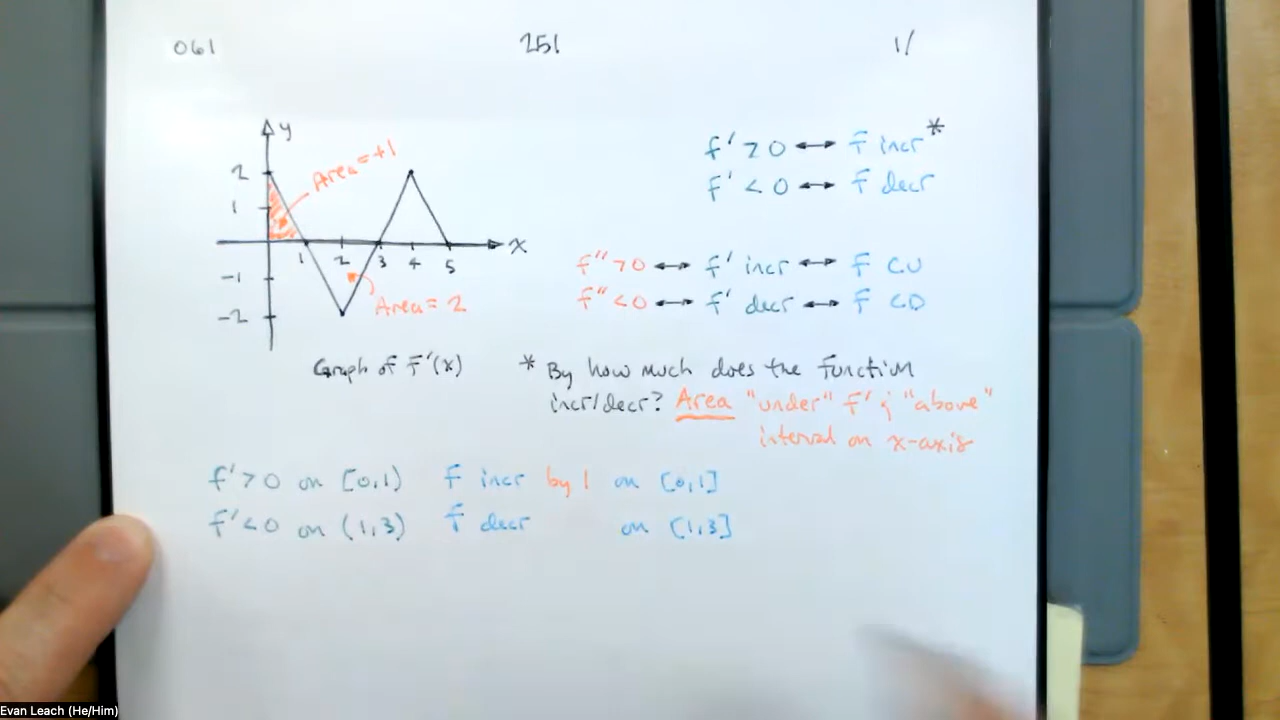 061 251 1/
y
2
1
-1
-2
1 2 3 4 5 x
Area=+1
Area= 2
Graph of f'(x)
f' > 0 ↔ f incr*
f' < 0 ↔ f decr
f'' > 0 ↔ f' incr ↔ f CU
f'' < 0 ↔ f' decr ↔ f CD
* By how much does the function
incr/decr? Area "under" f' & "above"
interval on x-axis
f' > 0 on [0,1) f incr by 1 on [0,1]
f' < 0 on (1,3) f decr on [1,3]
Evan Leach (He/Him)